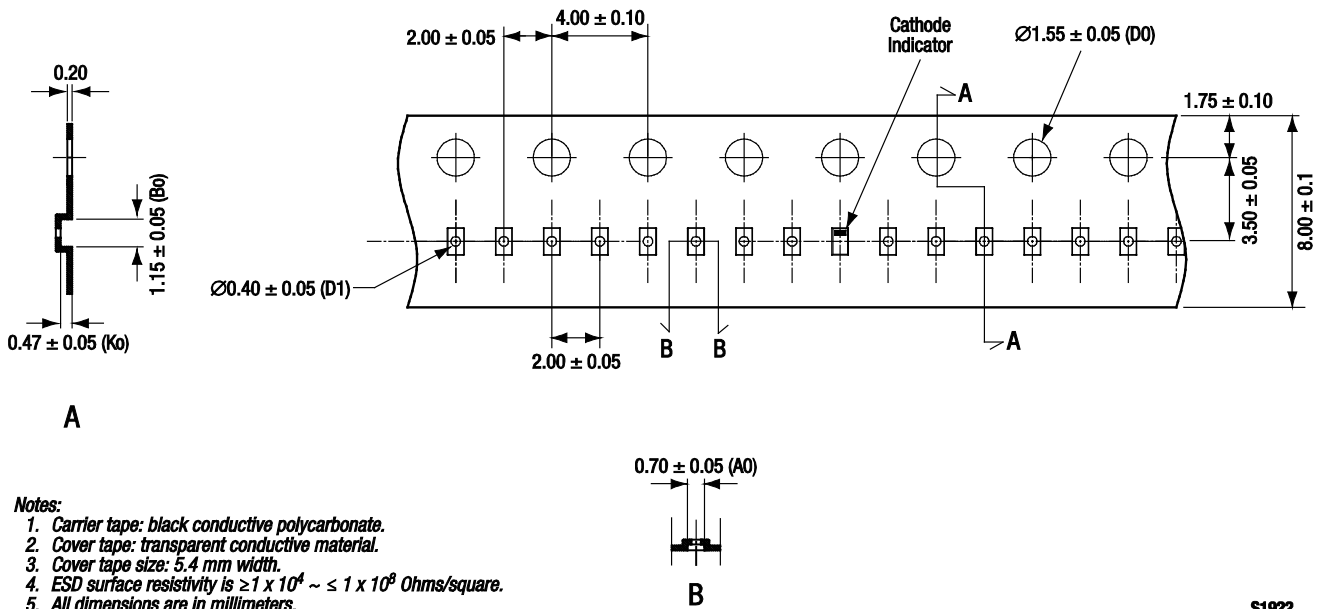 4.00 ± 0.10
2.00 ± 0.05
Cathode
Indicator
Ø1.55 ± 0.05 (D0)
0.20
A
1.75 ± 0.10
1.15 ± 0.05 (Bo)
3.50 ± 0.05
8.00 ± 0.1
Ø0.40 ± 0.05 (D1)
0.47 ± 0.05 (Ko)
B B
A
2.00 ± 0.05
A
0.70 ± 0.05 (A0)
B
Notes:
1. Carrier tape: black conductive polycarbonate.
2. Cover tape: transparent conductive material.
3. Cover tape size: 5.4 mm width.
4. ESD surface resistivity is ≥1 x 10⁴ ~ ≤ 1 x 10⁸ Ohms/square.
5. All dimensions are in millimeters.
S1922